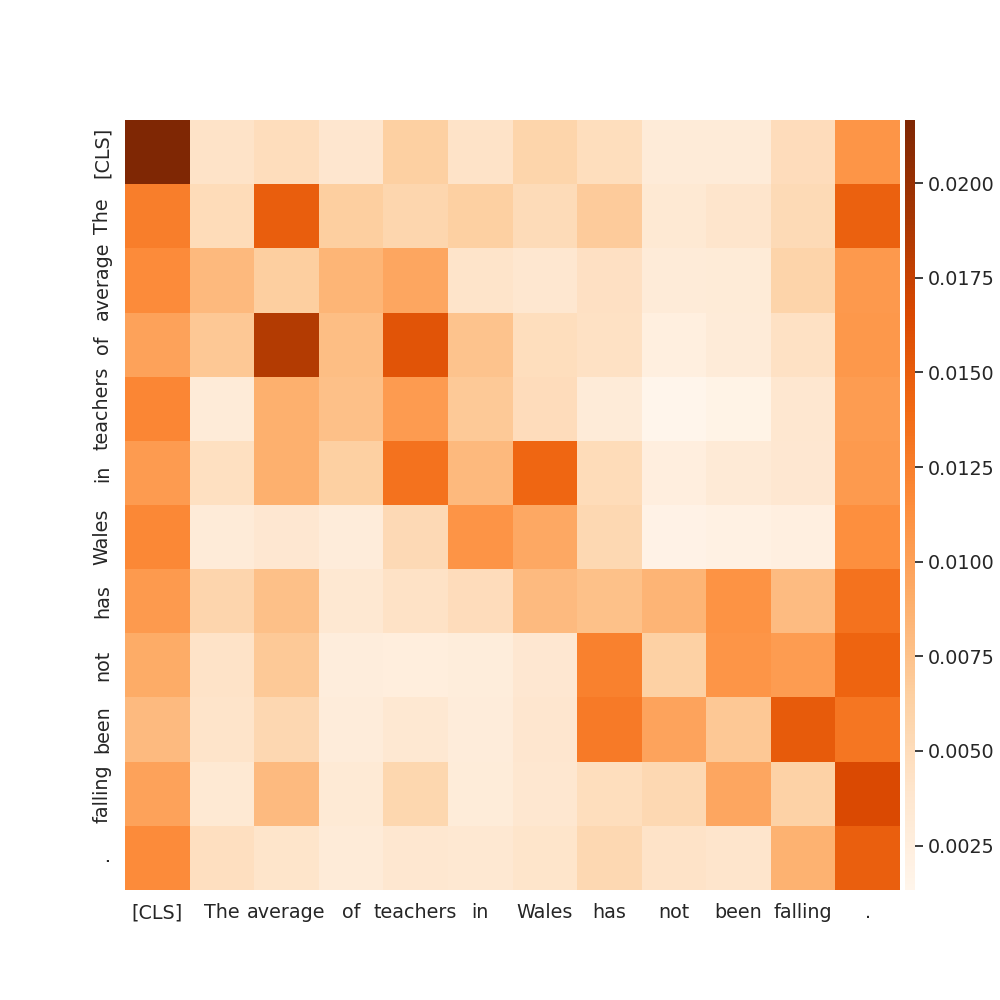 [CLS]
The
average
of
teachers
in
Wales
has
not
been
falling
.
0.0200
0.0175
0.0150
0.0125
0.0100
0.0075
0.0050
0.0025
[CLS] The average of teachers in Wales has not been falling .